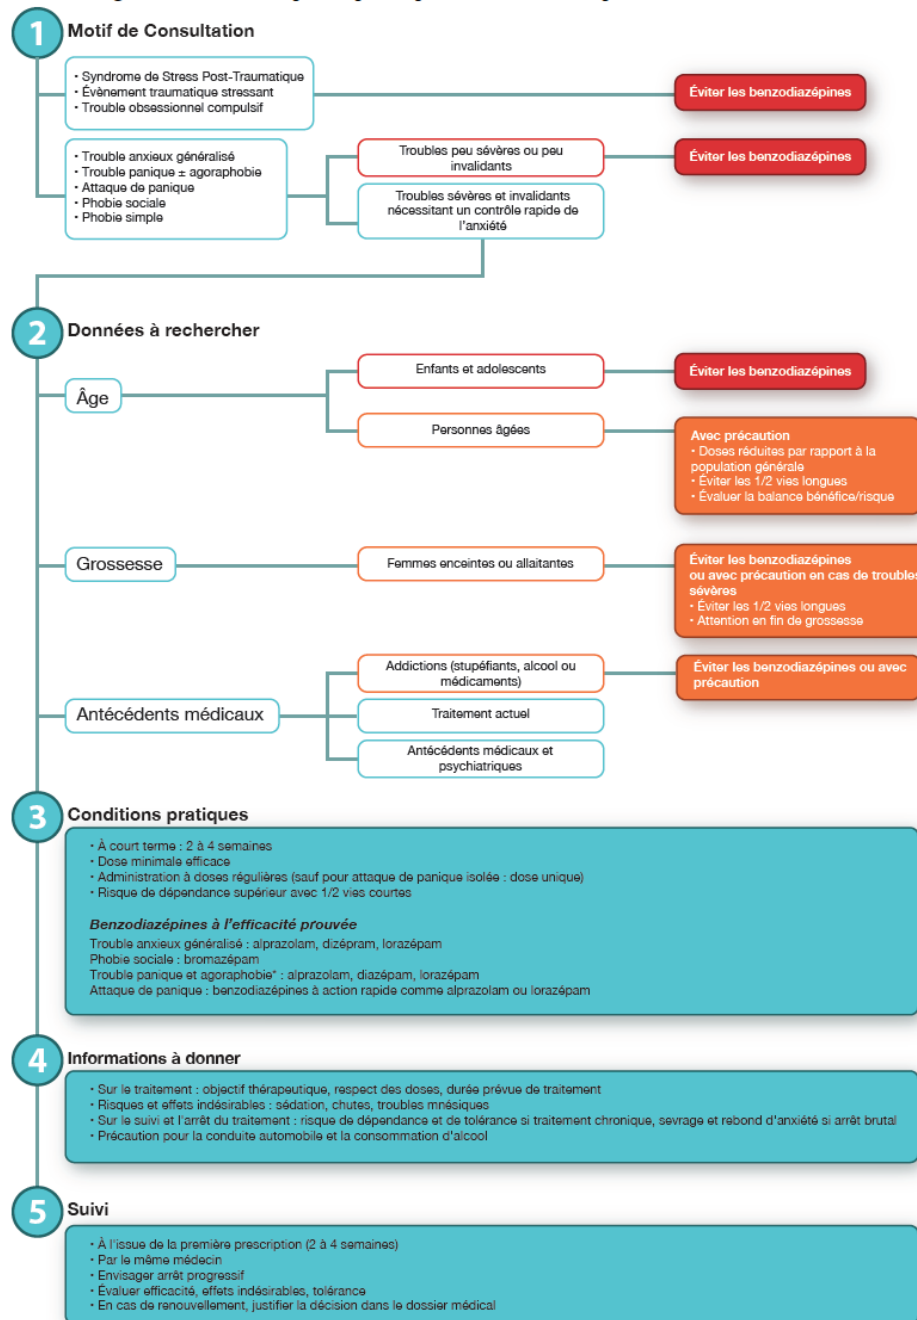 1
Motif de Consultation
• Syndrome de Stress Post-Traumatique
• Évènement traumatique stressant
• Trouble obsessionnel compulsif
Éviter les benzodiazépines
• Trouble anxieux généralisé
• Trouble panique ± agoraphobie
• Attaque de panique
• Phobie sociale
• Phobie simple
Troubles peu sévères ou peu
invalidants
Éviter les benzodiazépines
Troubles sévères et invalidants
nécessitant un contrôle rapide de
l'anxiété
2
Données à rechercher
Âge
Enfants et adolescents
Éviter les benzodiazépines
Personnes âgées
Avec précaution
• Doses réduites par rapport à la
population générale
• Éviter les 1/2 vies longues
• Évaluer la balance bénéfice/risque
Grossesse
Femmes enceintes ou allaitantes
Éviter les benzodiazépines
ou avec précaution en cas de troubles
sévères
• Éviter les 1/2 vies longues
• Attention en fin de grossesse
Antécédents médicaux
Addictions (stupéfiants, alcool ou
médicaments)
Éviter les benzodiazépines ou avec
précaution
Traitement actuel
Antécédents médicaux et
psychiatriques
3
Conditions pratiques
• À court terme : 2 à 4 semaines
• Dose minimale efficace
• Administration à doses régulières (sauf pour attaque de panique isolée : dose unique)
• Risque de dépendance supérieur avec 1/2 vies courtes
Benzodiazépines à l'efficacité prouvée
Trouble anxieux généralisé : alprazolam, dizépram, lorazépam
Phobie sociale : bromazépam
Trouble panique et agoraphobie* : alprazolam, diazépam, lorazépam
Attaque de panique : benzodiazépines à action rapide comme alprazolam ou lorazépam
4
Informations à donner
• Sur le traitement : objectif thérapeutique, respect des doses, durée prévue de traitement
• Risques et effets indésirables : sédation, chutes, troubles mnésiques
• Sur le suivi et l'arrêt du traitement : risque de dépendance et de tolérance si traitement chronique, sevrage et rebond d'anxiété si arrêt brutal
• Précaution pour la conduite automobile et la consommation d'alcool
5
Suivi
• À l'issue de la première prescription (2 à 4 semaines)
• Par le même médecin
• Envisager arrêt progressif
• Évaluer efficacité, effets indésirables, tolérance
• En cas de renouvellement, justifier la décision dans le dossier médical